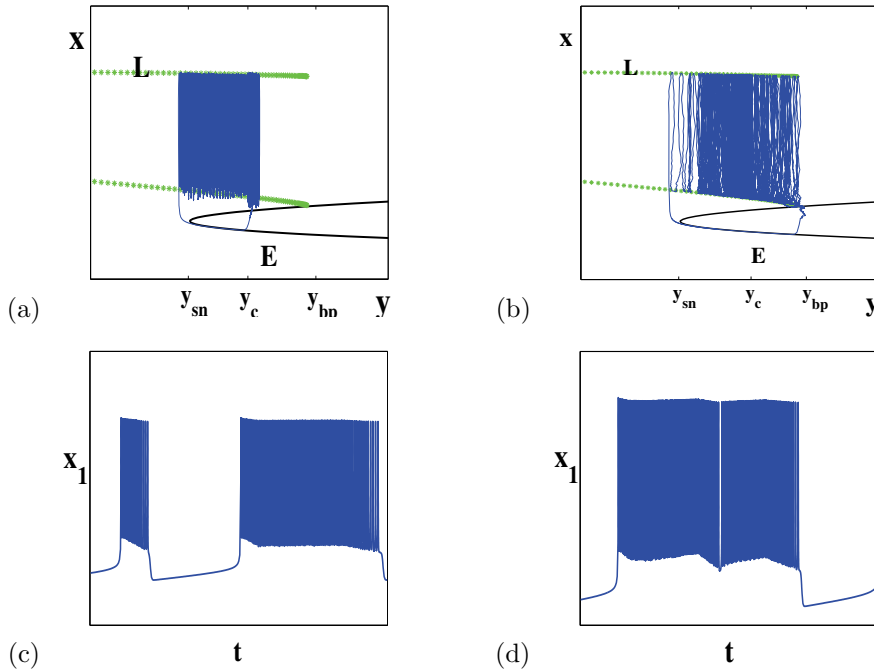 x
L
E
y_sn y_c y_bp y
(a)
x
L
E
y_sn y_c y_bp y
(b)
x_1
t
(c)
x_1
t
(d)